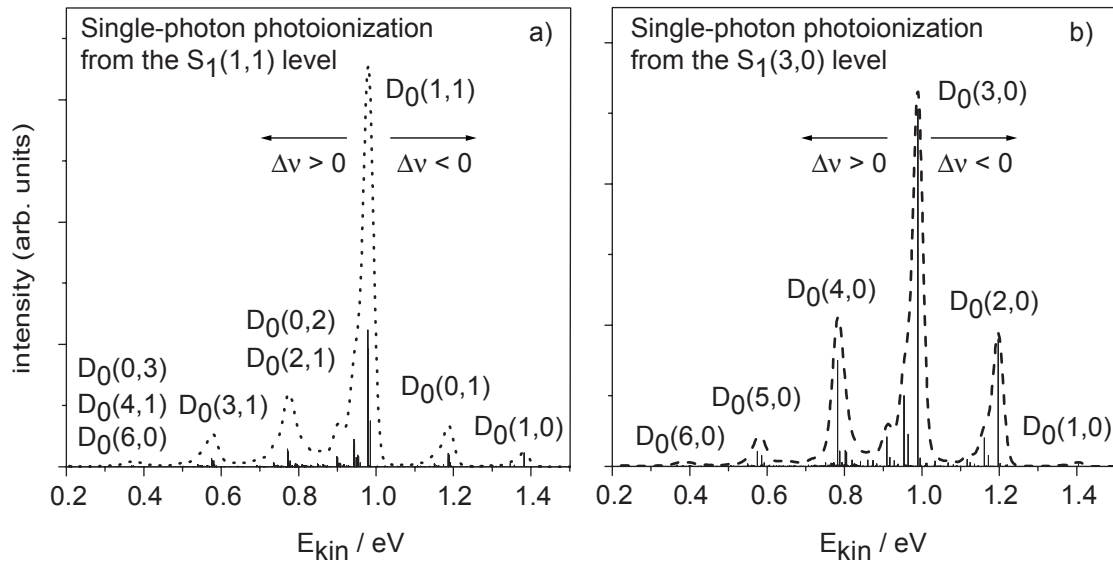 Single-photon photoionization
from the S1(1,1) level
a)
D0(1,1)
Δν > 0
Δν < 0
D0(0,2)
D0(2,1)
D0(0,3)
D0(4,1)
D0(6,0)
D0(3,1)
D0(0,1)
D0(1,0)
intensity (arb. units)
0.2 0.4 0.6 0.8 1.0 1.2 1.4
Ekin / eV
Single-photon photoionization
from the S1(3,0) level
b)
D0(3,0)
Δν > 0
Δν < 0
D0(4,0)
D0(2,0)
D0(5,0)
D0(6,0)
D0(1,0)
0.2 0.4 0.6 0.8 1.0 1.2 1.4
Ekin / eV